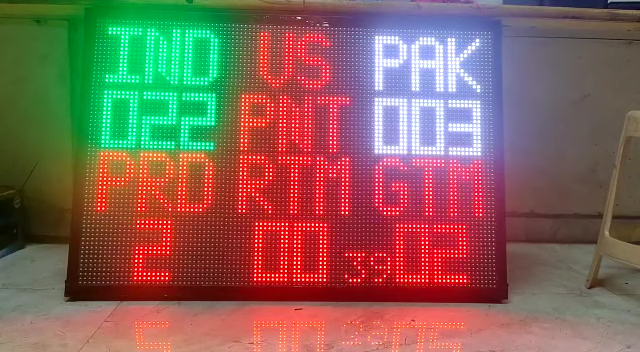 IND VS PAK
022 PNT 003
PRD RTM GTM
2 00 39 02